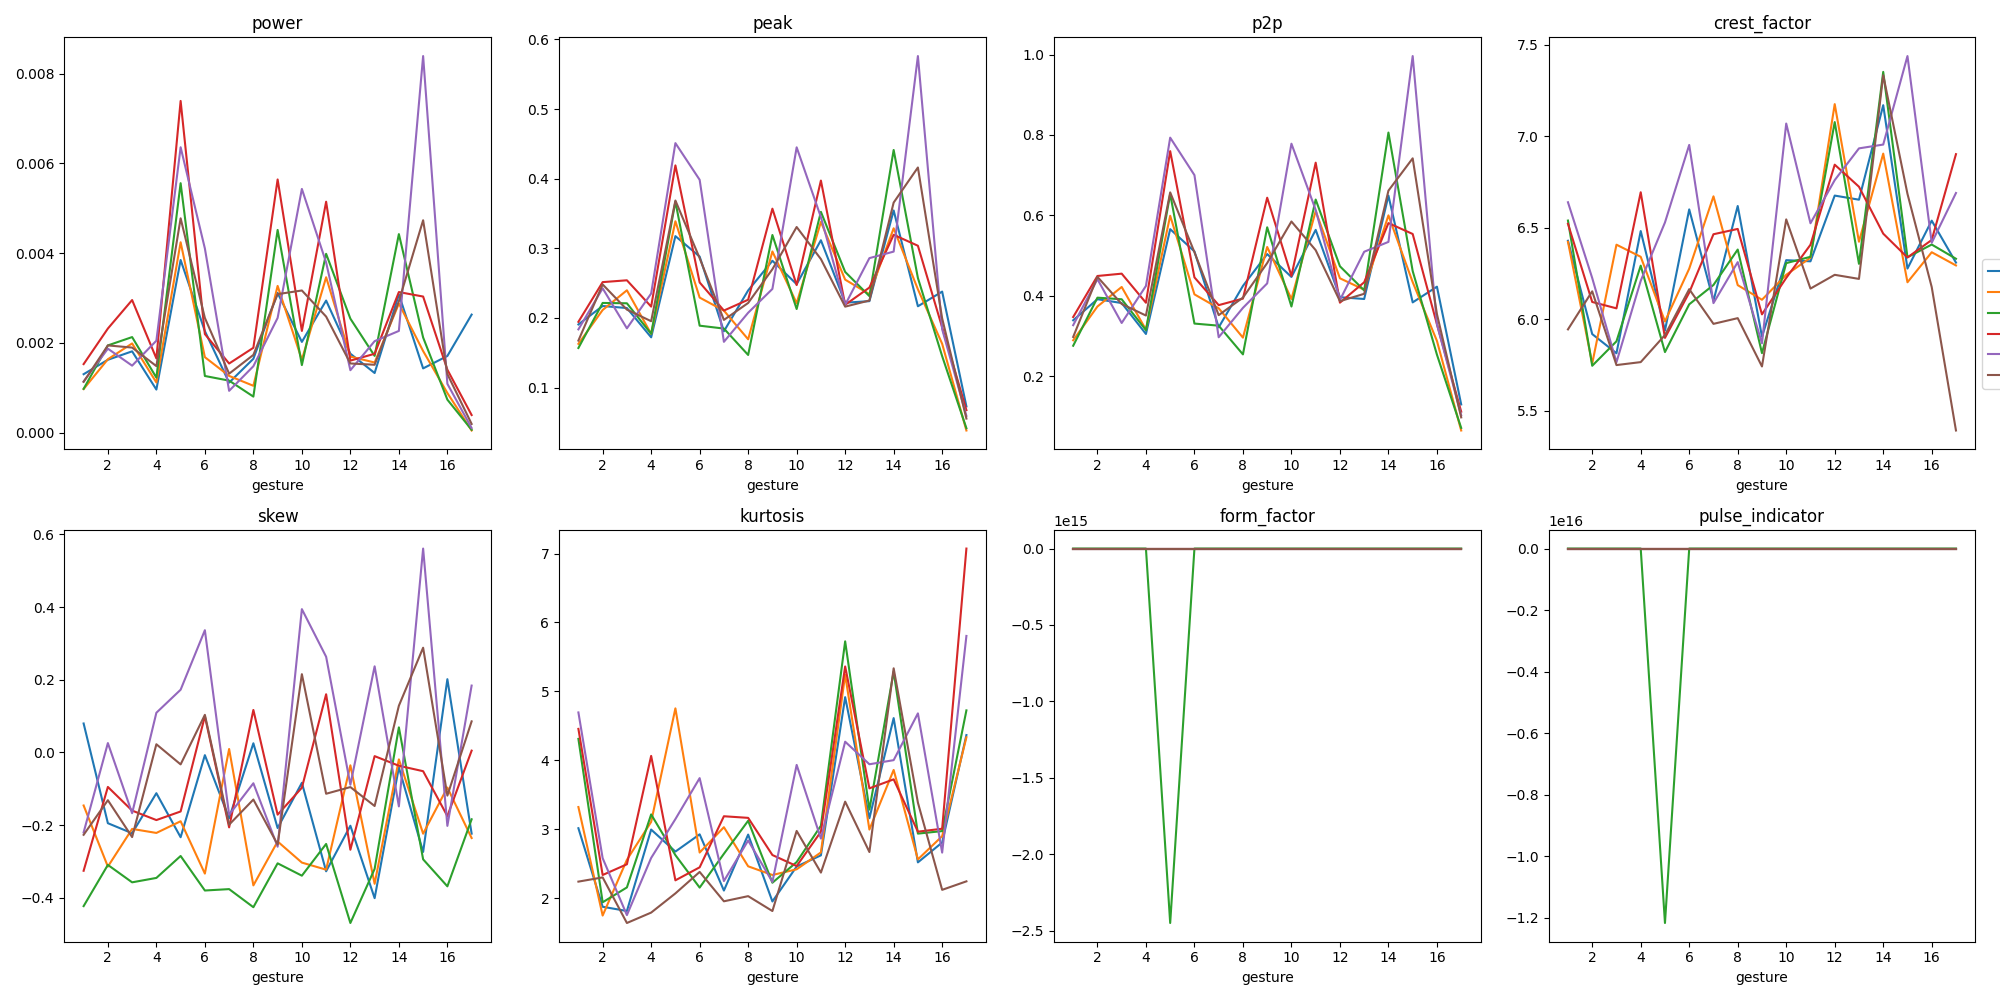 power
0.008
0.006
0.004
0.002
0.000
2 4 6 8 10 12 14 16
gesture
peak
0.6
0.5
0.4
0.3
0.2
0.1
2 4 6 8 10 12 14 16
gesture
p2p
1.0
0.8
0.6
0.4
0.2
2 4 6 8 10 12 14 16
gesture
crest_factor
7.5
7.0
6.5
6.0
5.5
2 4 6 8 10 12 14 16
gesture
skew
0.6
0.4
0.2
0.0
−0.2
−0.4
2 4 6 8 10 12 14 16
gesture
kurtosis
7
6
5
4
3
2
2 4 6 8 10 12 14 16
gesture
form_factor
1e15
0.0
−0.5
−1.0
−1.5
−2.0
−2.5
2 4 6 8 10 12 14 16
gesture
pulse_indicator
1e16
0.0
−0.2
−0.4
−0.6
−0.8
−1.0
−1.2
2 4 6 8 10 12 14 16
gesture